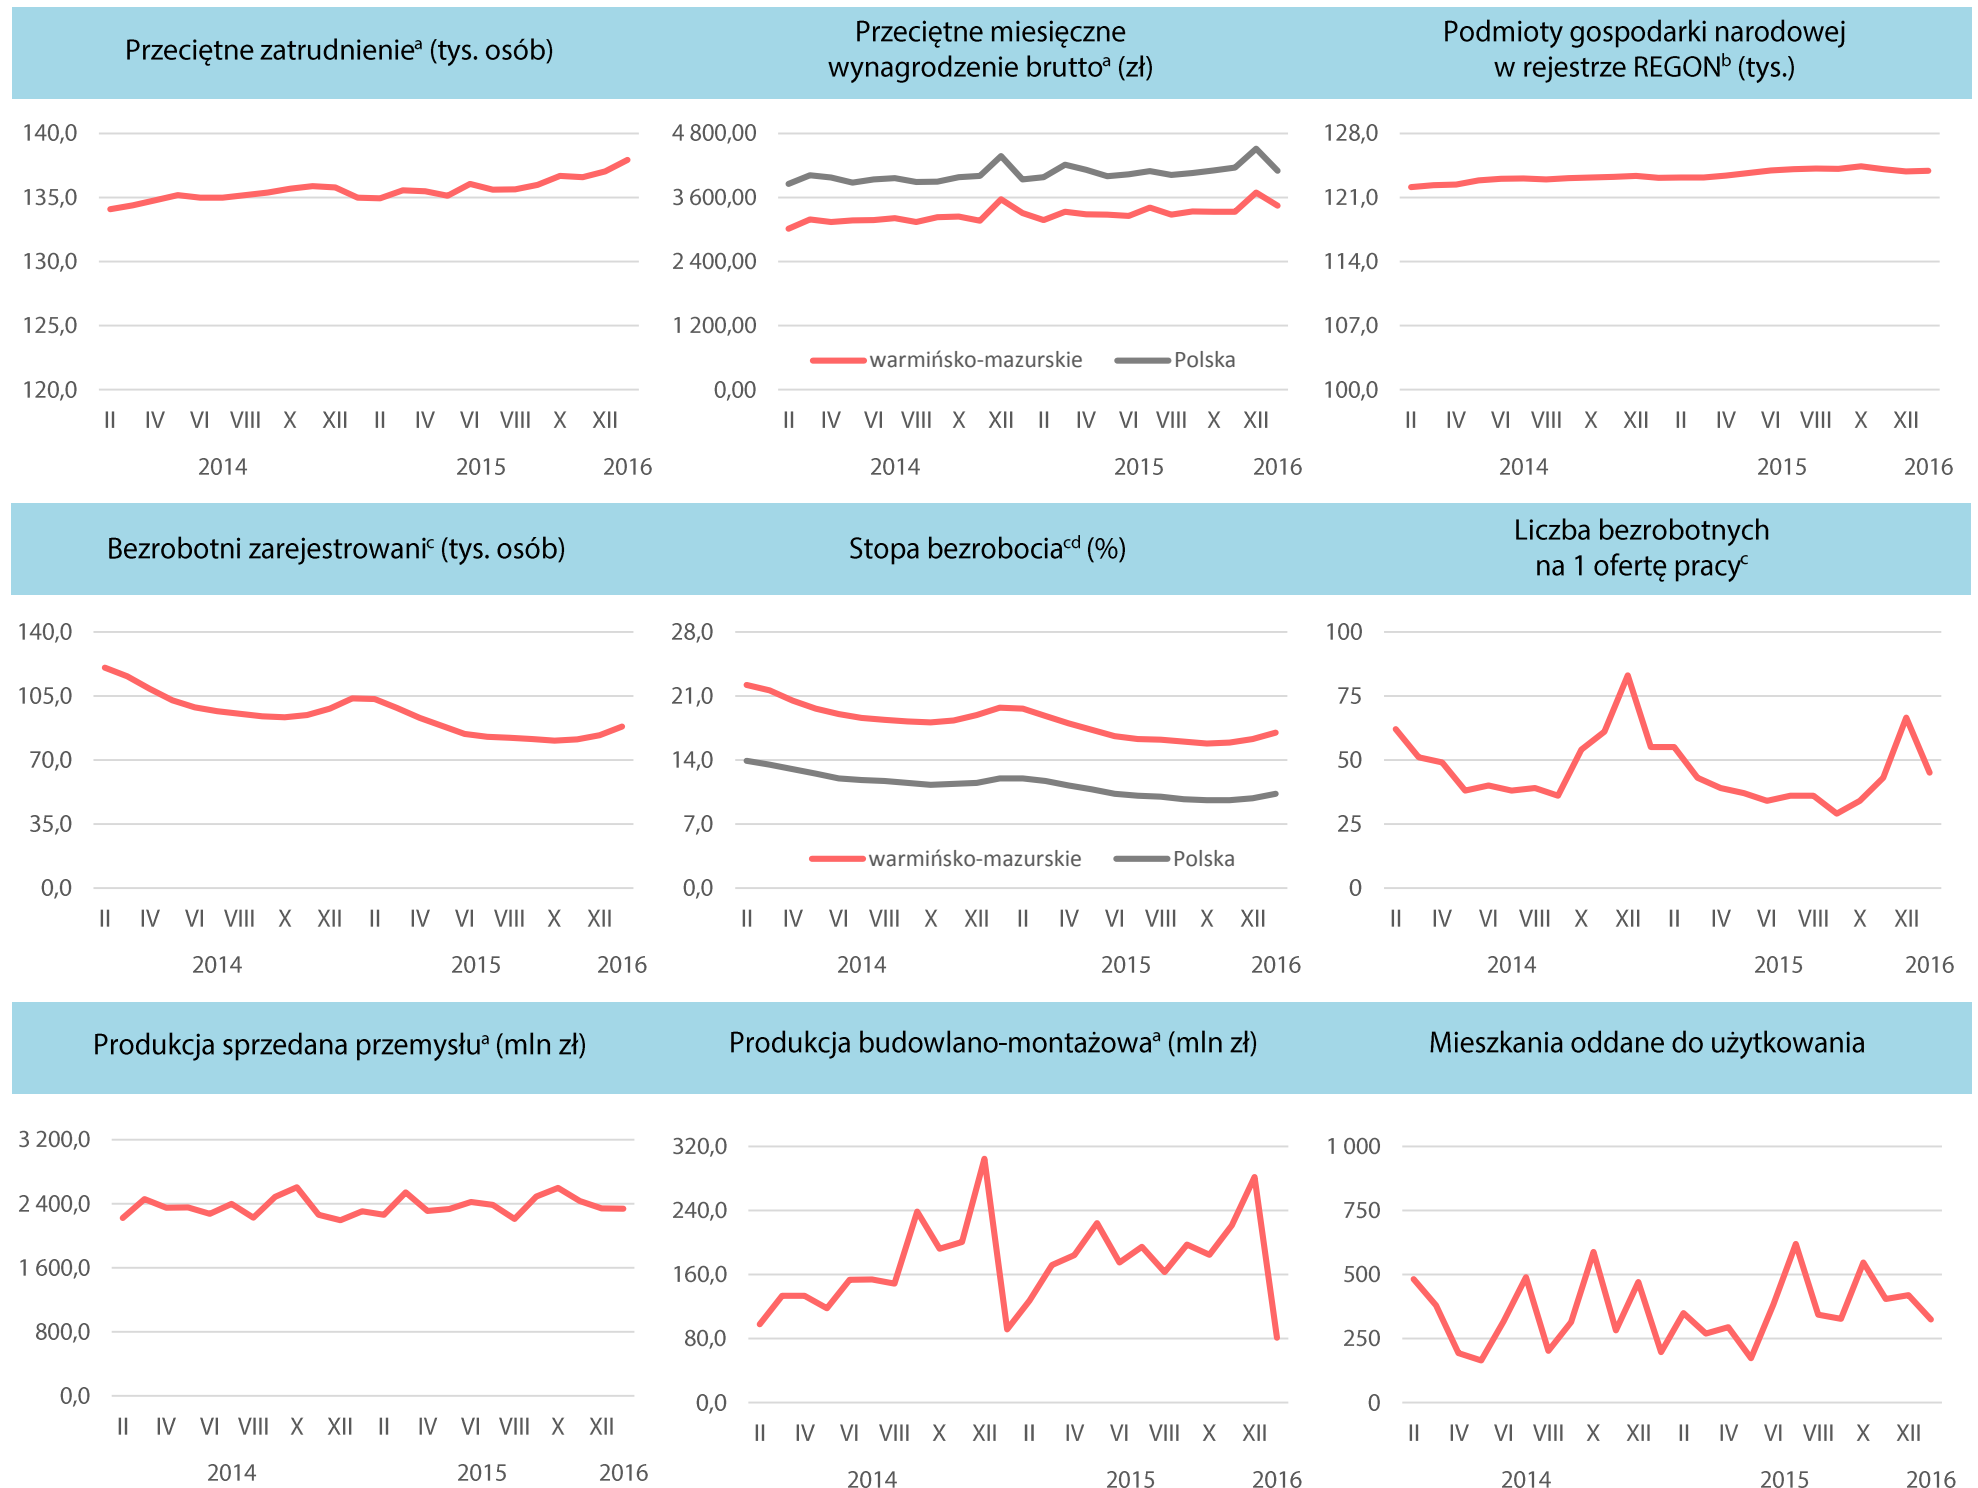 Przeciętne zatrudnienieᵃ (tys. osób)
Przeciętne miesięczne
wynagrodzenie bruttoᵃ (zł)
Podmioty gospodarki narodowej
w rejestrze REGONᵇ (tys.)
140,0
135,0
130,0
125,0
120,0
II IV VI VIII X XII II IV VI VIII X XII
2014 2015 2016
4 800,00
3 600,00
2 400,00
1 200,00
0,00
warmińsko-mazurskie Polska
II IV VI VIII X XII II IV VI VIII X XII
2014 2015 2016
128,0
121,0
114,0
107,0
100,0
II IV VI VIII X XII II IV VI VIII X XII
2014 2015 2016
Bezrobotni zarejestrowaniᶜ (tys. osób)
Stopa bezrobociaᶜᵈ (%)
Liczba bezrobotnych
na 1 ofertę pracyᶜ
140,0
105,0
70,0
35,0
0,0
II IV VI VIII X XII II IV VI VIII X XII
2014 2015 2016
28,0
21,0
14,0
7,0
0,0
warmińsko-mazurskie Polska
II IV VI VIII X XII II IV VI VIII X XII
2014 2015 2016
100
75
50
25
0
II IV VI VIII X XII II IV VI VIII X XII
2014 2015 2016
Produkcja sprzedana przemysłuᵃ (mln zł)
Produkcja budowlano-montażowaᵃ (mln zł)
Mieszkania oddane do użytkowania
3 200,0
2 400,0
1 600,0
800,0
0,0
II IV VI VIII X XII II IV VI VIII X XII
2014 2015 2016
320,0
240,0
160,0
80,0
0,0
II IV VI VIII X XII II IV VI VIII X XII
2014 2015 2016
1 000
750
500
250
0
II IV VI VIII X XII II IV VI VIII X XII
2014 2015 2016